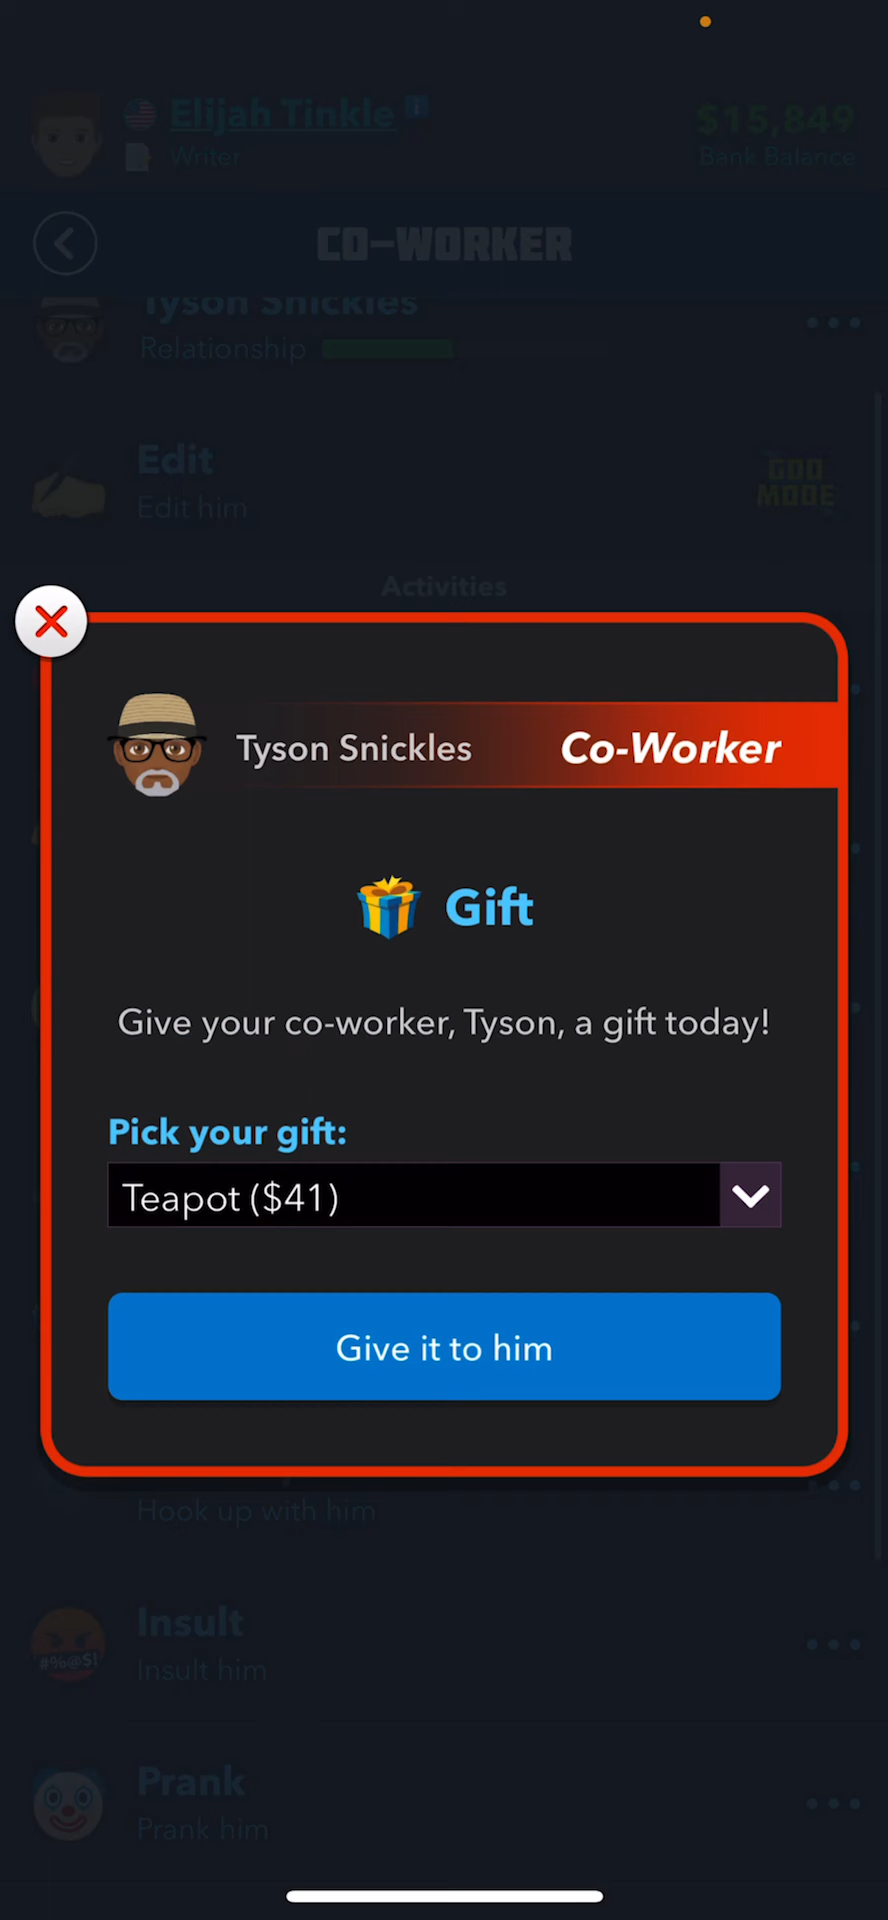 Elijah Tinkle
$15,849
Writer
Bank Balance
CO-WORKER
Tyson Snickles
Relationship
Edit
GOD
MODE
Edit him
Activities
Tyson Snickles
Co-Worker
Gift
Give your co-worker, Tyson, a gift today!
Pick your gift:
Teapot ($41)
Give it to him
Hook up with him
Insult
#%@$!
Insult him
Prank
Prank him